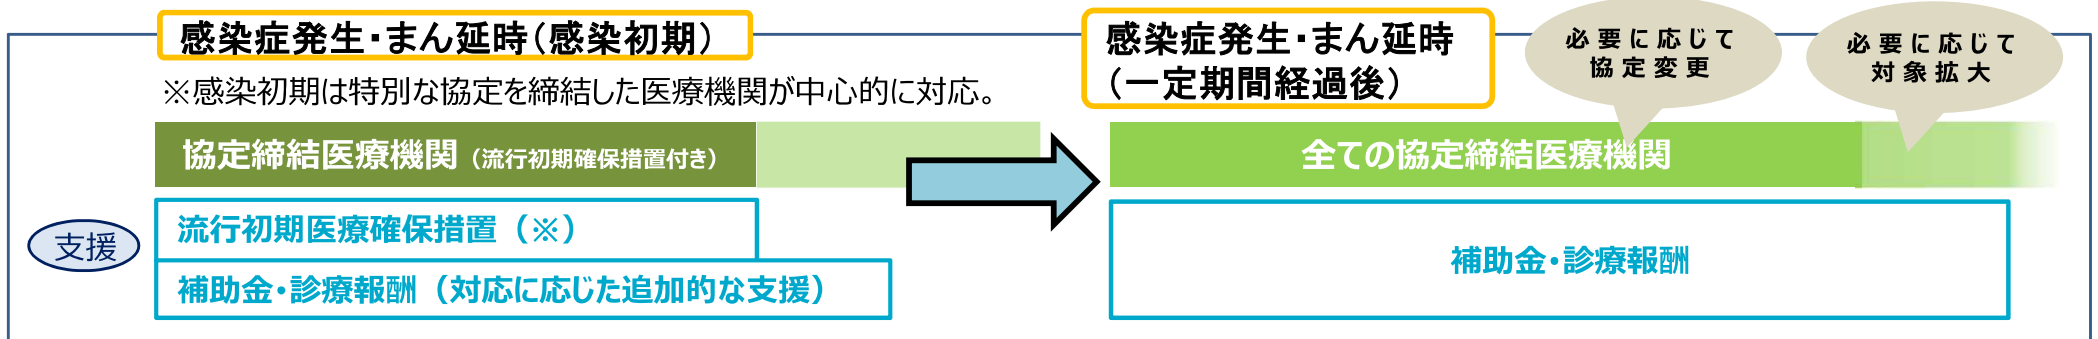 感染症発生・まん延時(感染初期)
※感染初期は特別な協定を締結した医療機関が中心的に対応。
協定締結医療機関(流行初期確保措置付き)
支援
流行初期医療確保措置(※)
補助金・診療報酬(対応に応じた追加的な支援)
感染症発生・まん延時
(一定期間経過後)
必要に応じて
協定変更
必要に応じて
対象拡大
全ての協定締結医療機関
補助金・診療報酬